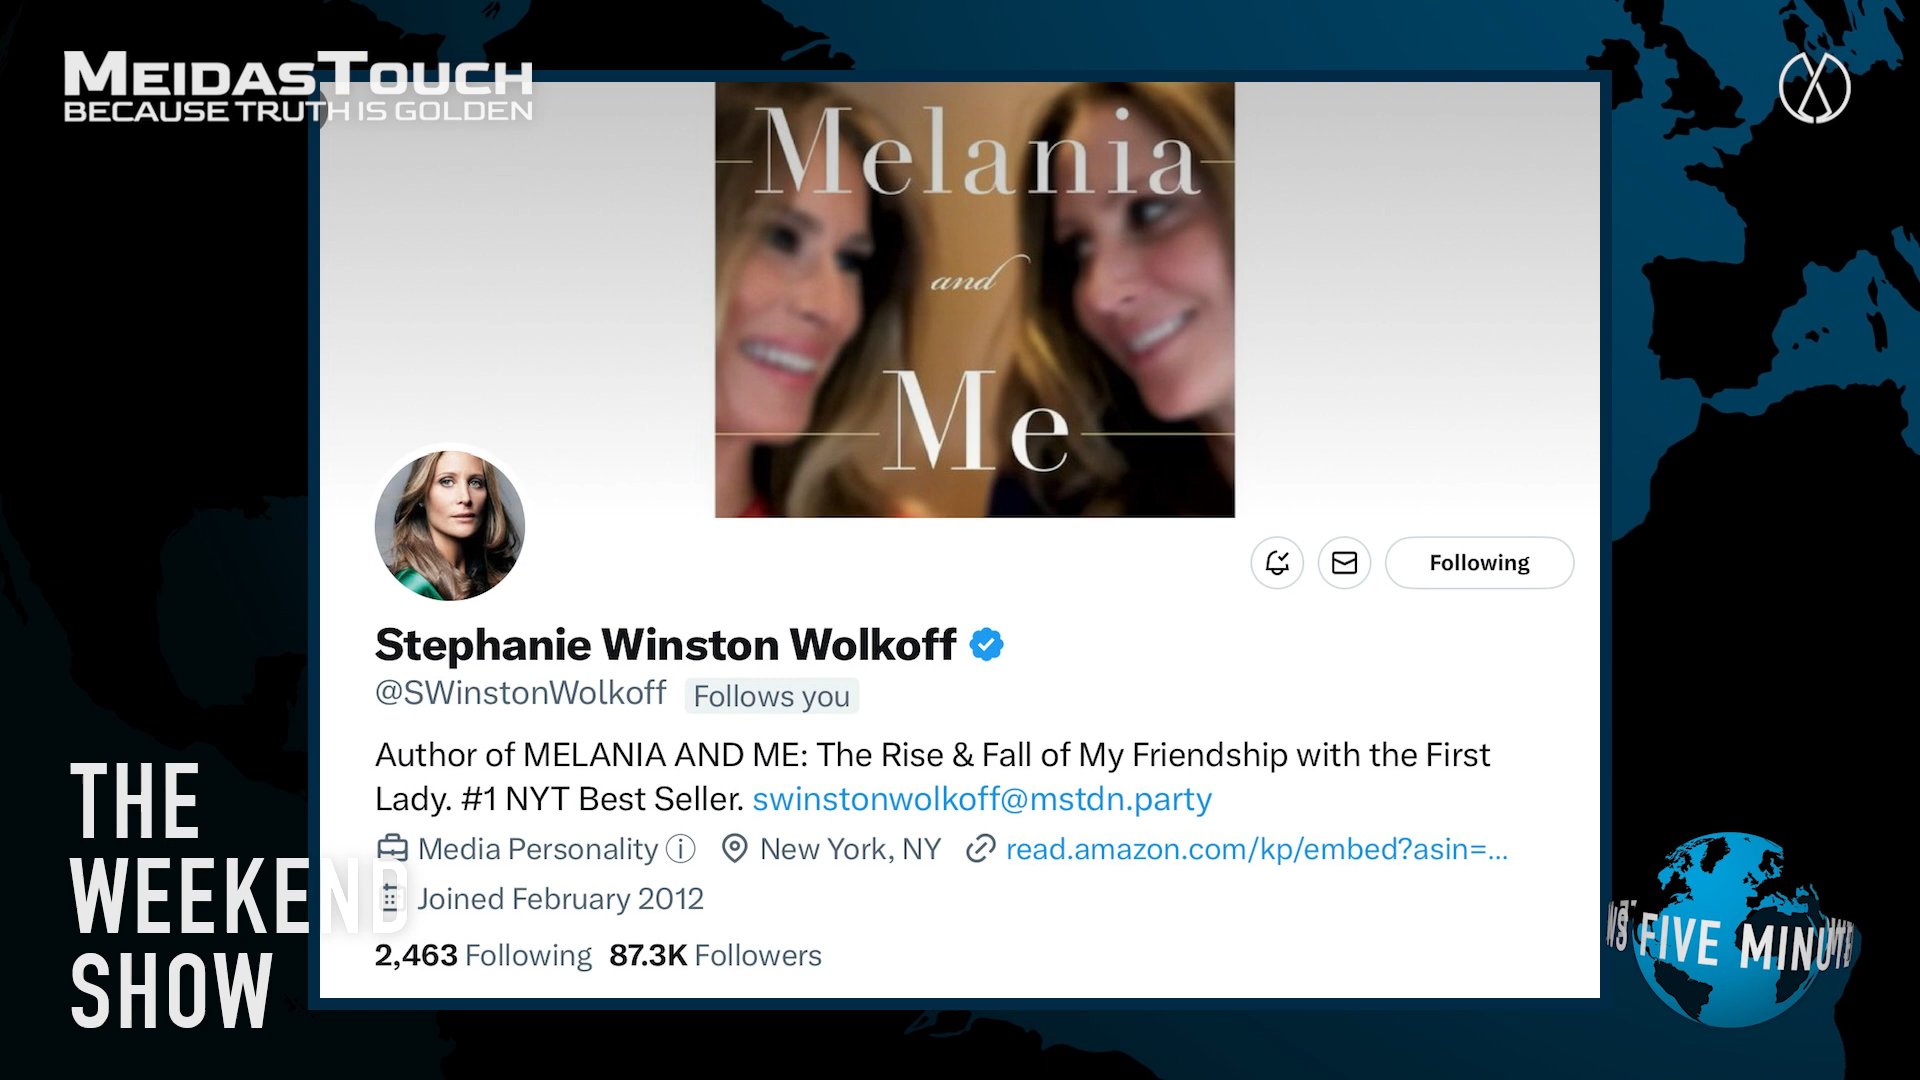 MEIDASTOUCH
BECAUSE TRUTH IS GOLDEN
Melania
and
Me
Following
Stephanie Winston Wolkoff
@SWinstonWolkoff Follows you
Author of MELANIA AND ME: The Rise & Fall of My Friendship with the First
Lady. #1 NYT Best Seller. swinstonwolkoff@mstdn.party
Media Personality New York, NY read.amazon.com/kp/embed?asin=...
Joined February 2012
2,463 Following 87.3K Followers
THE
WEEKEND
SHOW
FIVE MINUTE